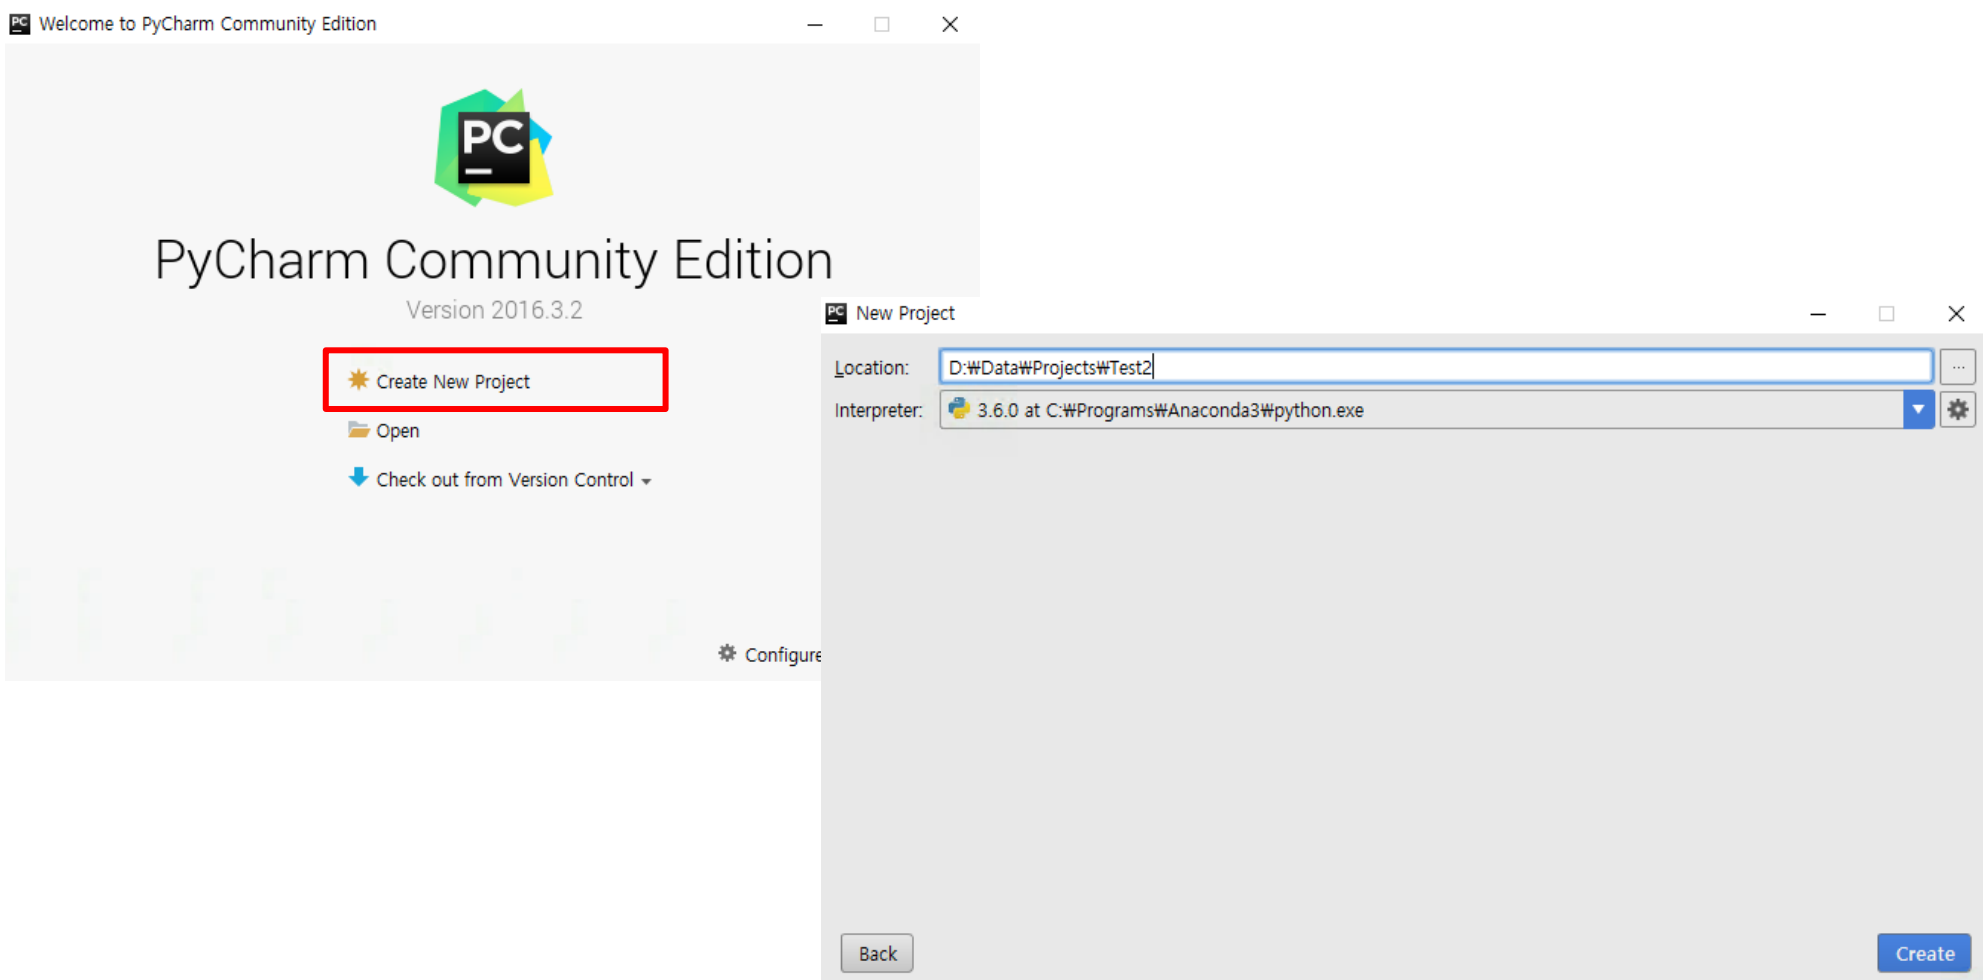 Welcome to PyCharm Community Edition
PC
PyCharm Community Edition
Version 2016.3.2
Create New Project
Open
Check out from Version Control
Configure
PC New Project
Location: D:₩Data₩Projects₩Test2 ...
Interpreter: 3.6.0 at C:₩Programs₩Anaconda3₩python.exe
Back Create